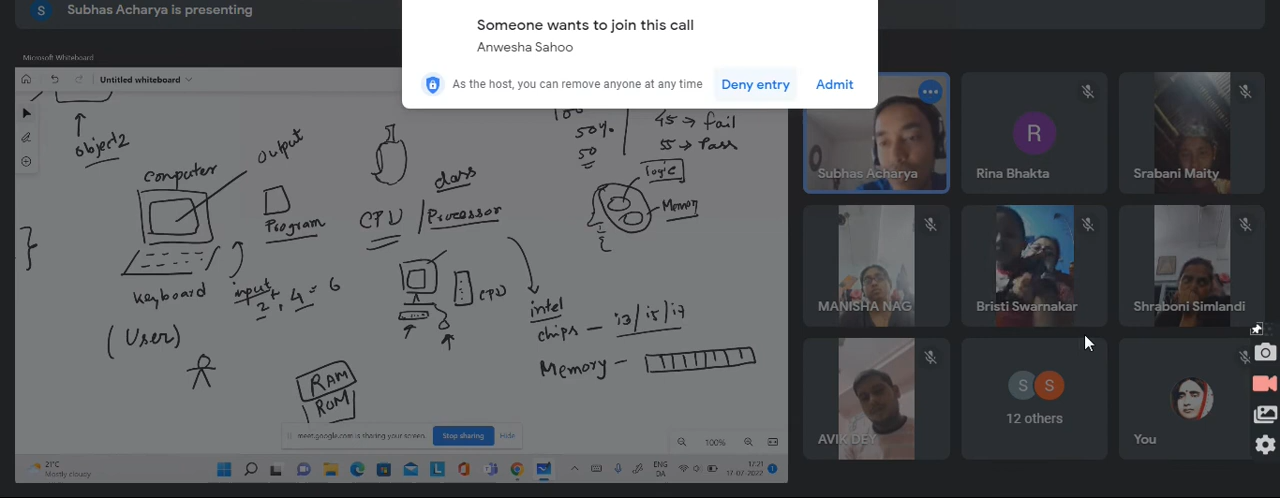 S Subhas Acharya is presenting
Someone wants to join this call
Anwesha Sahoo
As the host, you can remove anyone at any time
Deny entry
Admit
Microsoft Whiteboard
Untitled whiteboard
object2
computer
output
Program
keyboard
input
2 + 4 = 6
(User)
class
CPU / Processor
CPU
RAM
ROM
intel
chips - i3/i5/i7
Memory -
100
50%
50
45 → fail
55 → Pass
logic
Memory
meet.google.com is sharing your screen.
Stop sharing
Hide
100%
21°C
Mostly cloudy
ENG
DA
17:21
17-07-2022
Subhas Acharya
R
Rina Bhakta
Srabani Maity
MANISHA NAG
Bristi Swarnakar
Shraboni Simlandi
AVIK DEY
S S
12 others
You